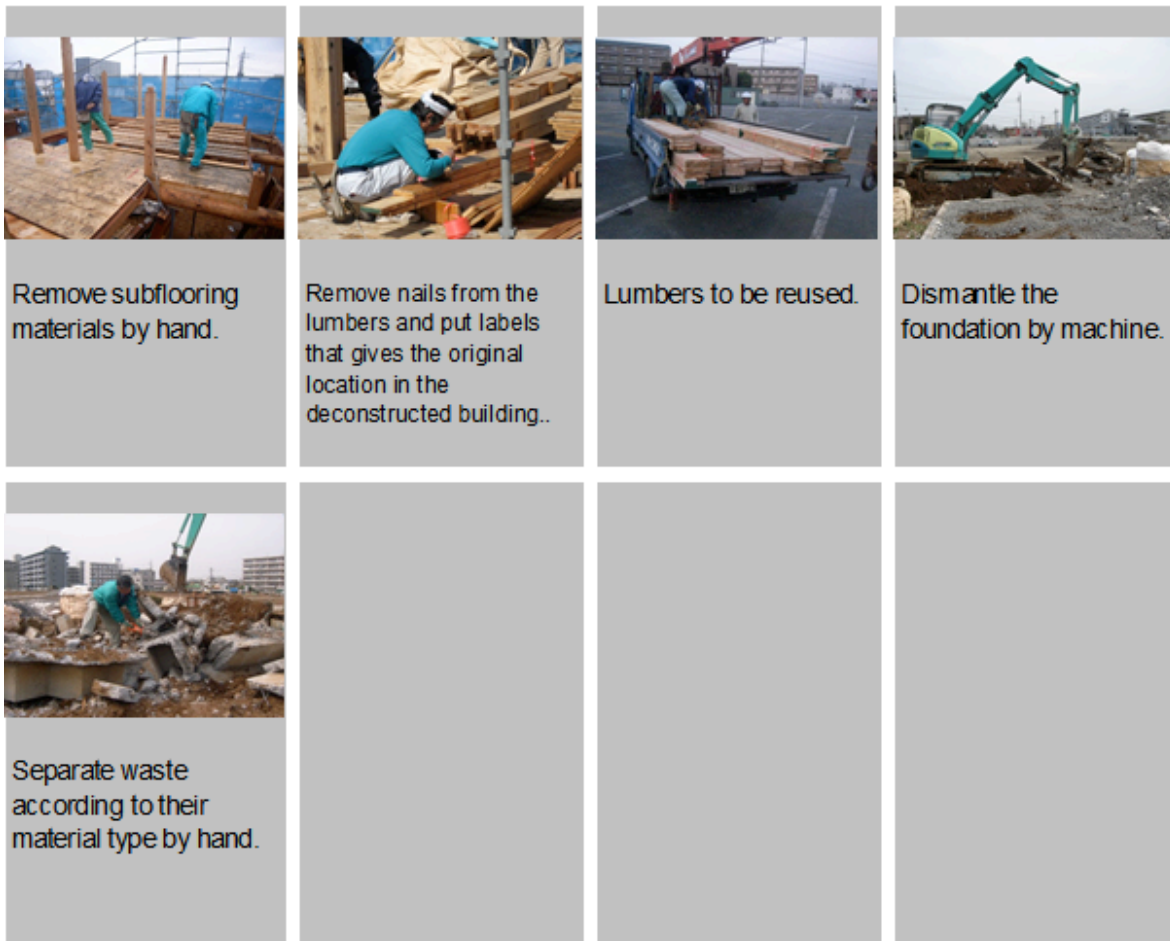 Remove subflooring
materials by hand.
Remove nails from the
lumbers and put labels
that gives the original
location in the
deconstructed building..
Lumbers to be reused.
Dismantle the
foundation by machine.
Separate waste
according to their
material type by hand.